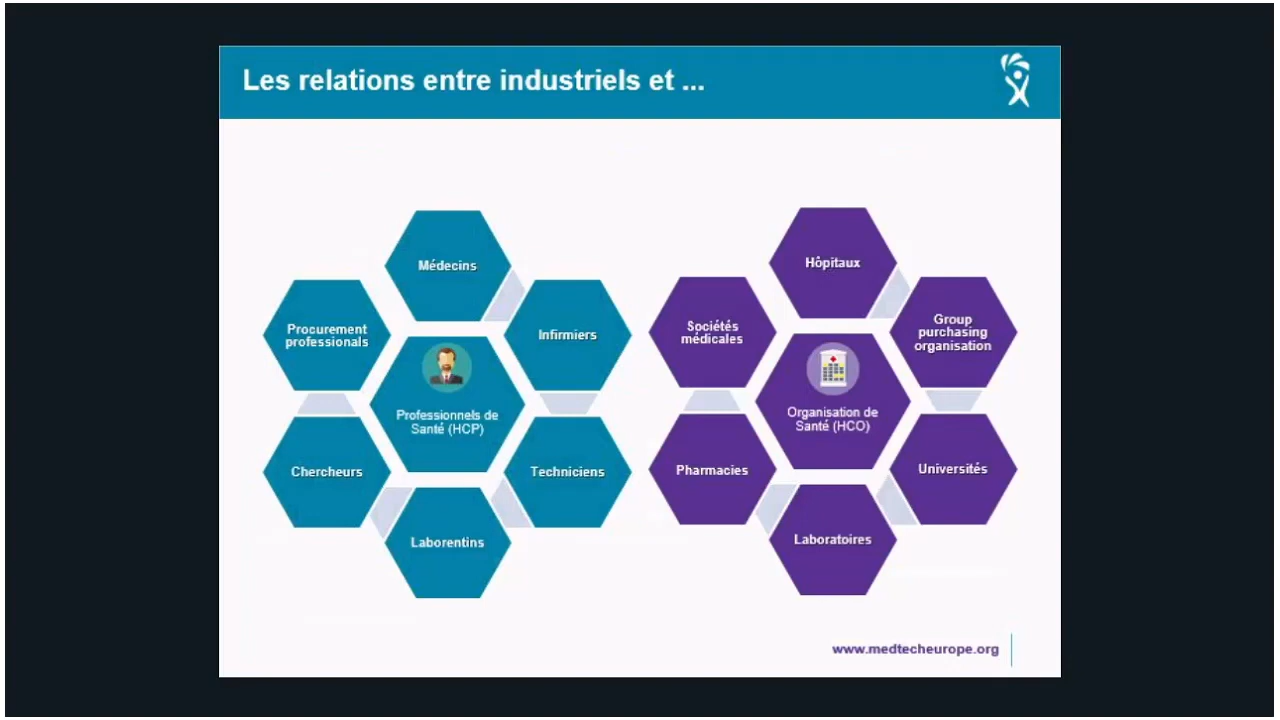 Les relations entre industriels et ...
Médecins
Procurement
professionals
Infirmiers
Professionnels de
Santé (HCP)
Chercheurs
Techniciens
Laborentins
Hôpitaux
Sociétés
médicales
Group
purchasing
organisation
Organisation de
Santé (HCO)
Pharmacies
Universités
Laboratoires
www.medtecheurope.org